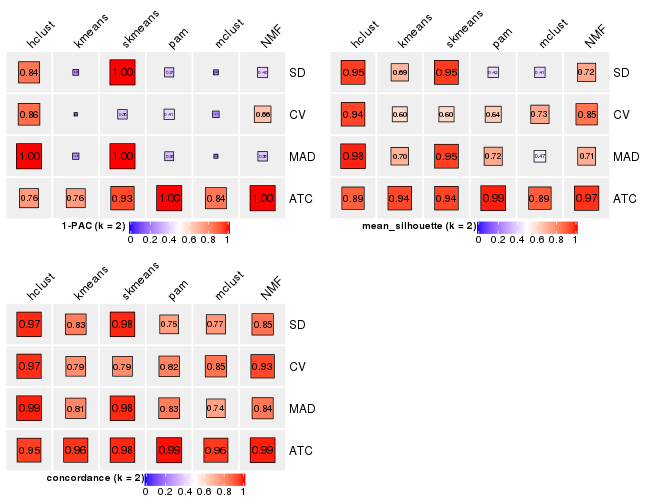 hclust kmeans skmeans pam mclust NMF
0.84 1.00 SD
0.86 0.66 CV
1.00 1.00 MAD
0.76 0.76 0.93 1.00 0.84 1.00 ATC
1-PAC (k = 2)
0 0.2 0.4 0.6 0.8 1
hclust kmeans skmeans pam mclust NMF
0.95 0.69 0.95 0.42 0.41 0.72 SD
0.94 0.60 0.60 0.64 0.73 0.85 CV
0.98 0.70 0.95 0.72 0.47 0.71 MAD
0.89 0.94 0.94 0.99 0.89 0.97 ATC
mean_silhouette (k = 2)
0 0.2 0.4 0.6 0.8 1
hclust kmeans skmeans pam mclust NMF
0.97 0.83 0.98 0.75 0.77 0.85 SD
0.97 0.79 0.79 0.82 0.85 0.93 CV
0.99 0.81 0.98 0.83 0.74 0.84 MAD
0.95 0.96 0.98 0.99 0.96 0.99 ATC
concordance (k = 2)
0 0.2 0.4 0.6 0.8 1